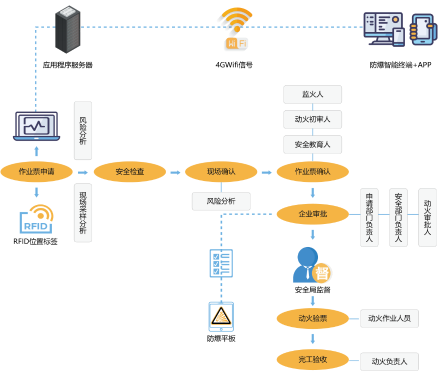 WiFi
应用程序服务器
4GWifi信号
防爆智能终端+APP
监火人
动火初审人
安全教育人
风险分析
作业票申请
安全检查
现场确认
作业票确认
风险分析
现场采样分析
RFID
RFID位置标签
企业审批
申请部门负责人
安全部门负责人
动火审批人
督
安全局监督
防爆平板
动火验票
动火作业人员
完工验收
动火负责人